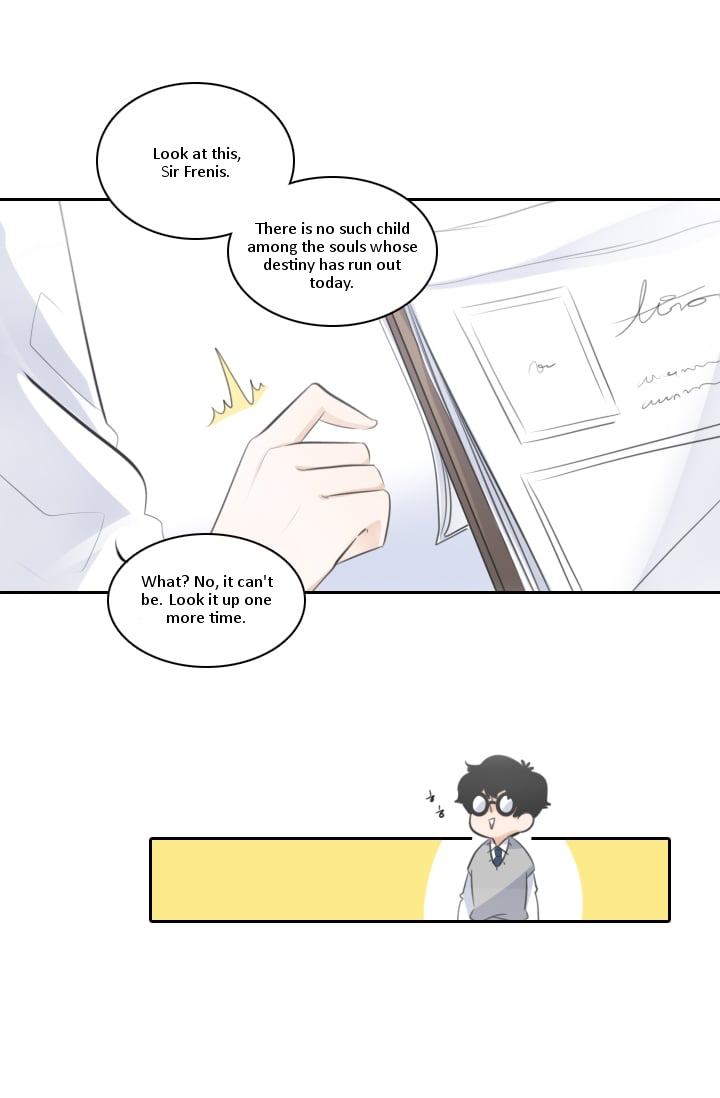 Look at this,
Sir Frenis.
There is no such child
among the souls whose
destiny has run out
today.
What? No, it can't
be. Look it up one
more time.